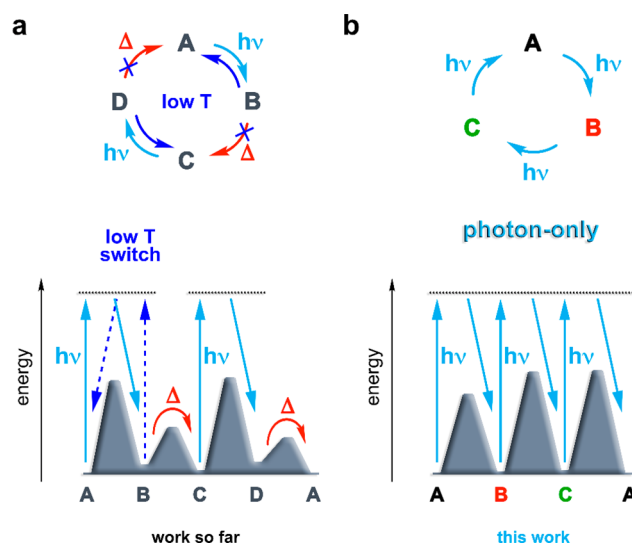 a
b
Δ
A
hν
D
low T
B
hν
C
Δ
A
hν
hν
C
B
hν
low T
switch
photon-only
energy
hν
Δ
hν
Δ
A B C D A
work so far
energy
hν
hν
hν
A B C A
this work